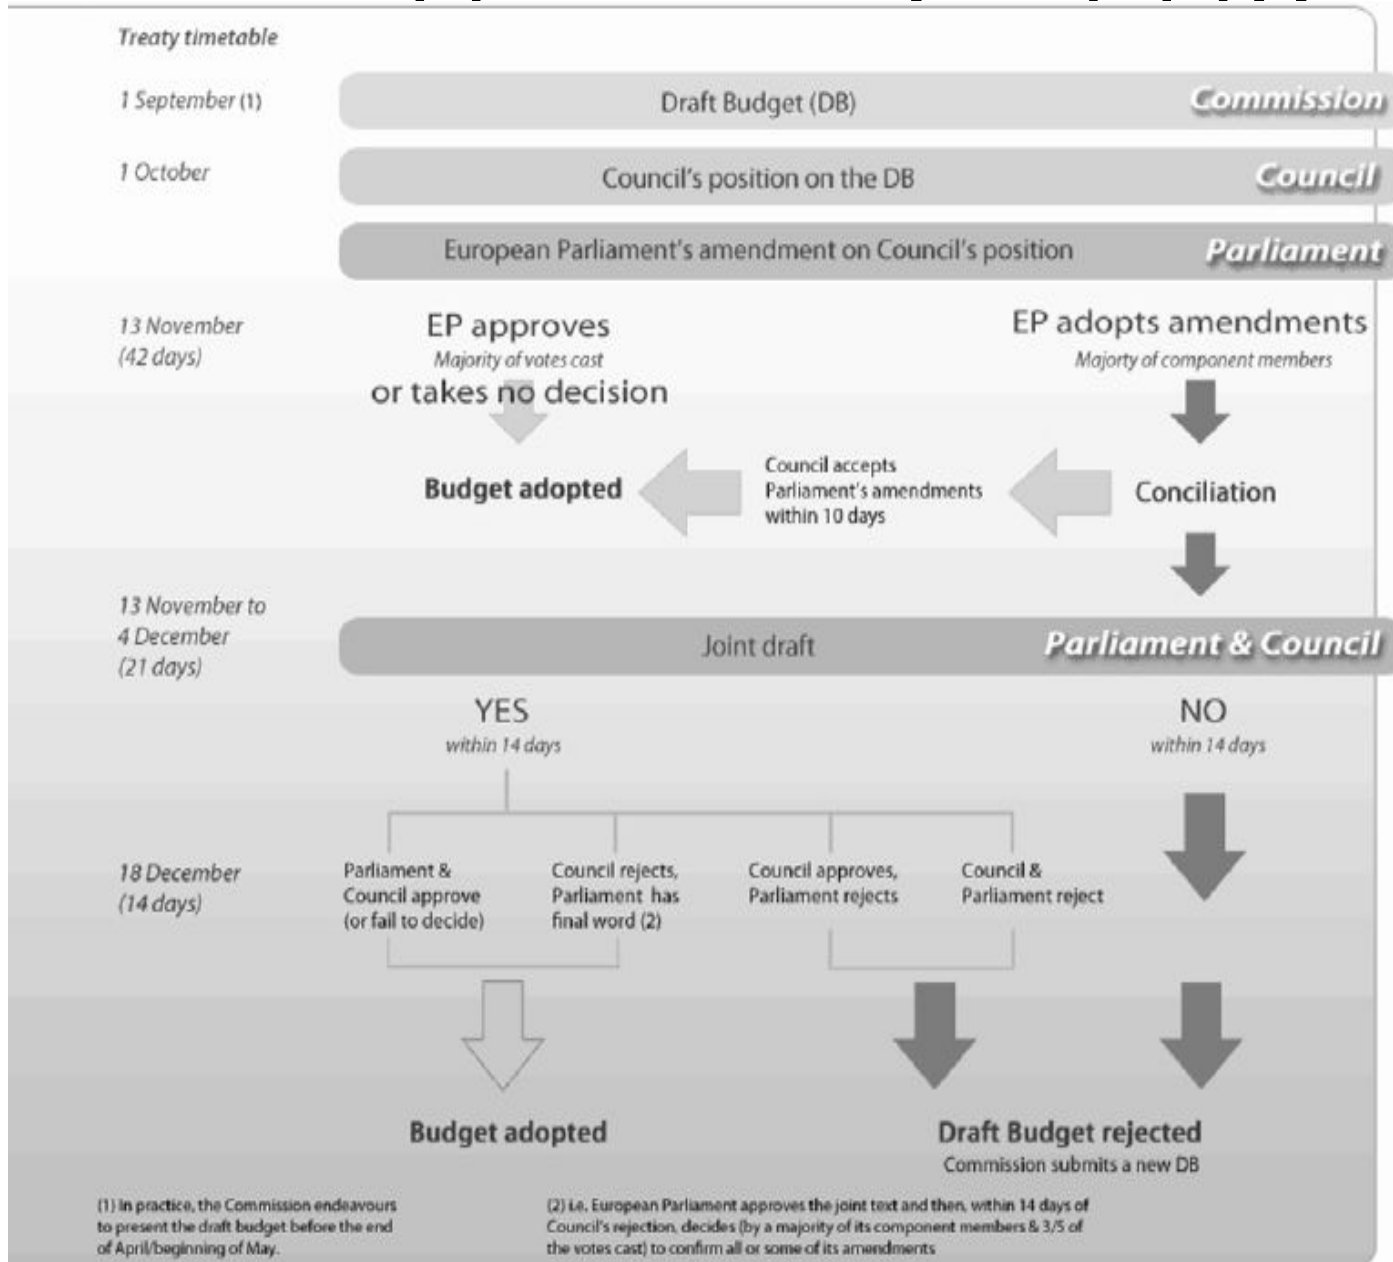 Treaty timetable
1 September (1)
Draft Budget (DB)
Commission
1 October
Council's position on the DB
Council
European Parliament's amendment on Council's position
Parliament
13 November
(42 days)
EP approves
Majority of votes cast
or takes no decision
EP adopts amendments
Majorty of component members
Budget adopted
Council accepts
Parliament's amendments
within 10 days
Conciliation
13 November to
4 December
(21 days)
Joint draft
Parliament & Council
YES
within 14 days
NO
within 14 days
18 December
(14 days)
Parliament &
Council approve
(or fail to decide)
Council rejects,
Parliament has
final word (2)
Council approves,
Parliament rejects
Council &
Parliament reject
Budget adopted
Draft Budget rejected
Commission submits a new DB
(1) In practice, the Commission endeavours
to present the draft budget before the end
of April/beginning of May.
(2) i.e. European Parliament approves the joint text and then, within 14 days of
Council's rejection, decides (by a majority of its component members & 3/5 of
the votes cast) to confirm all or some of its amendments